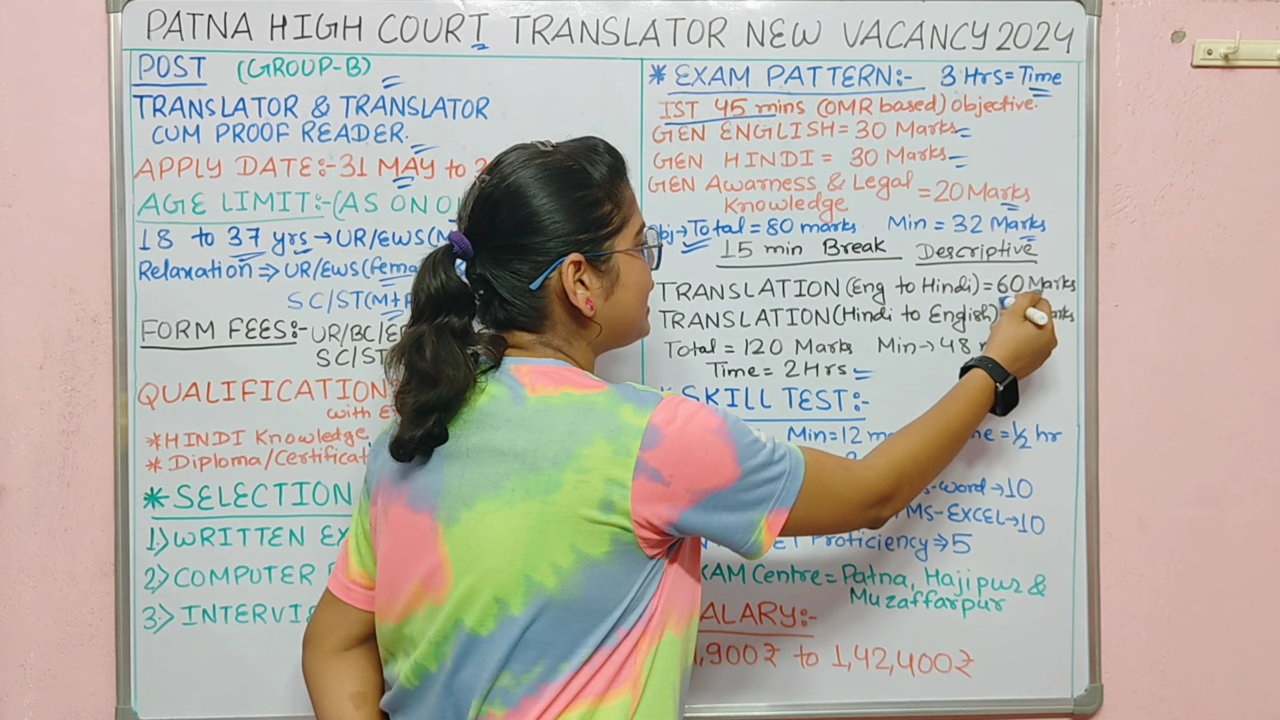 PATNA HIGH COURT TRANSLATOR NEW VACANCY 2024
POST (GROUP-B)
TRANSLATOR & TRANSLATOR
CUM PROOF READER.
APPLY DATE:-31 MAY to
AGE LIMIT:-(AS ON
18 to 37 yrs → UR/EWS(
Relaxation ⇒ UR/EWS(fema
SC/ST(M+
FORM FEES:- UR/BC/
SC/ST
QUALIFICATION
with
*HINDI Knowledge
* Diploma/Certificat
* SELECTION
1) WRITTEN EX
2) COMPUTER
3) INTERVI
* EXAM PATTERN:- 3 Hrs = Time
IST 45 mins (OMR based) objective.
GEN ENGLISH = 30 Marks
GEN HINDI = 30 Marks
GEN Awarness & Legal = 20 Marks
Knowledge
bj → Total = 80 marks Min = 32 Marks
15 min Break Descriptive
TRANSLATION (Eng to Hindi) = 60 Marks
TRANSLATION (Hindi to English)
Total = 120 Marks Min → 48
Time = 2 Hrs
SKILL TEST:-
Min = 12 m = ½ hr
word → 10
MS-EXCEL → 10
Proficiency ⇒ 5
XAM Centre = Patna, Hajipur &
Muzaffarpur
ALARY:-
,900₹ to 1,42,400₹